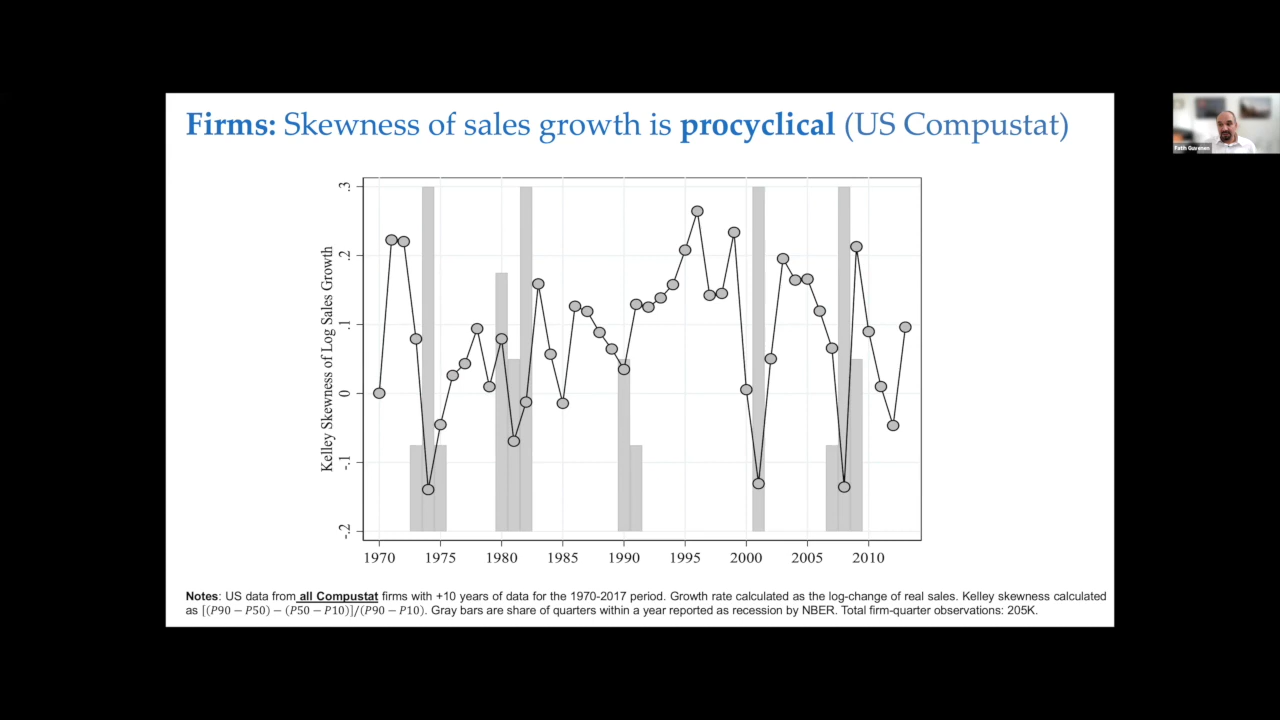 Firms: Skewness of sales growth is procyclical (US Compustat)
Kelley Skewness of Log Sales Growth
.3
.2
.1
0
-.1
-.2
1970 1975 1980 1985 1990 1995 2000 2005 2010
Notes: US data from all Compustat firms with +10 years of data for the 1970-2017 period. Growth rate calculated as the log-change of real sales. Kelley skewness calculated
as [(P90 − P50) − (P50 − P10)]/(P90 − P10). Gray bars are share of quarters within a year reported as recession by NBER. Total firm-quarter observations: 205K.
Fatih Guvenen